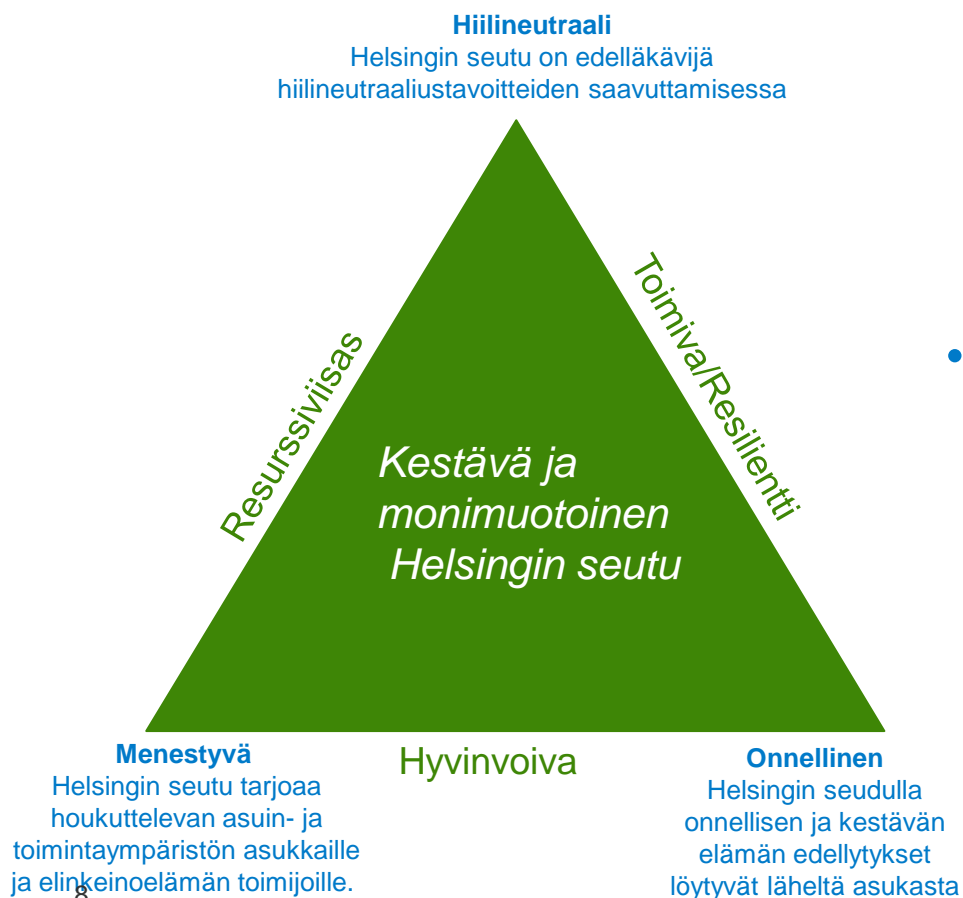 Hiilineutraali
Helsingin seutu on edelläkävijä
hiilineutraaliustavoitteiden saavuttamisessa
Resurssiviisas
Toimiva/Resilientti
•
Kestävä ja
monimuotoinen
Helsingin seutu
Menestyvä
Helsingin seutu tarjoaa
houkuttelevan asuin- ja
toimintaympäristön asukkaille
ja elinkeinoelämän toimijoille.
Hyvinvoiva
Onnellinen
Helsingin seudulla
onnellisen ja kestävän
elämän edellytykset
löytyvät läheltä asukasta
8